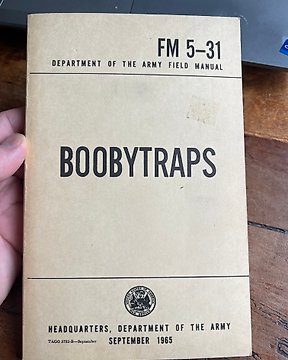 FM 5-31
DEPARTMENT OF THE ARMY FIELD MANUAL
BOOBYTRAPS
HEADQUARTERS, DEPARTMENT OF THE ARMY
SEPTEMBER 1965